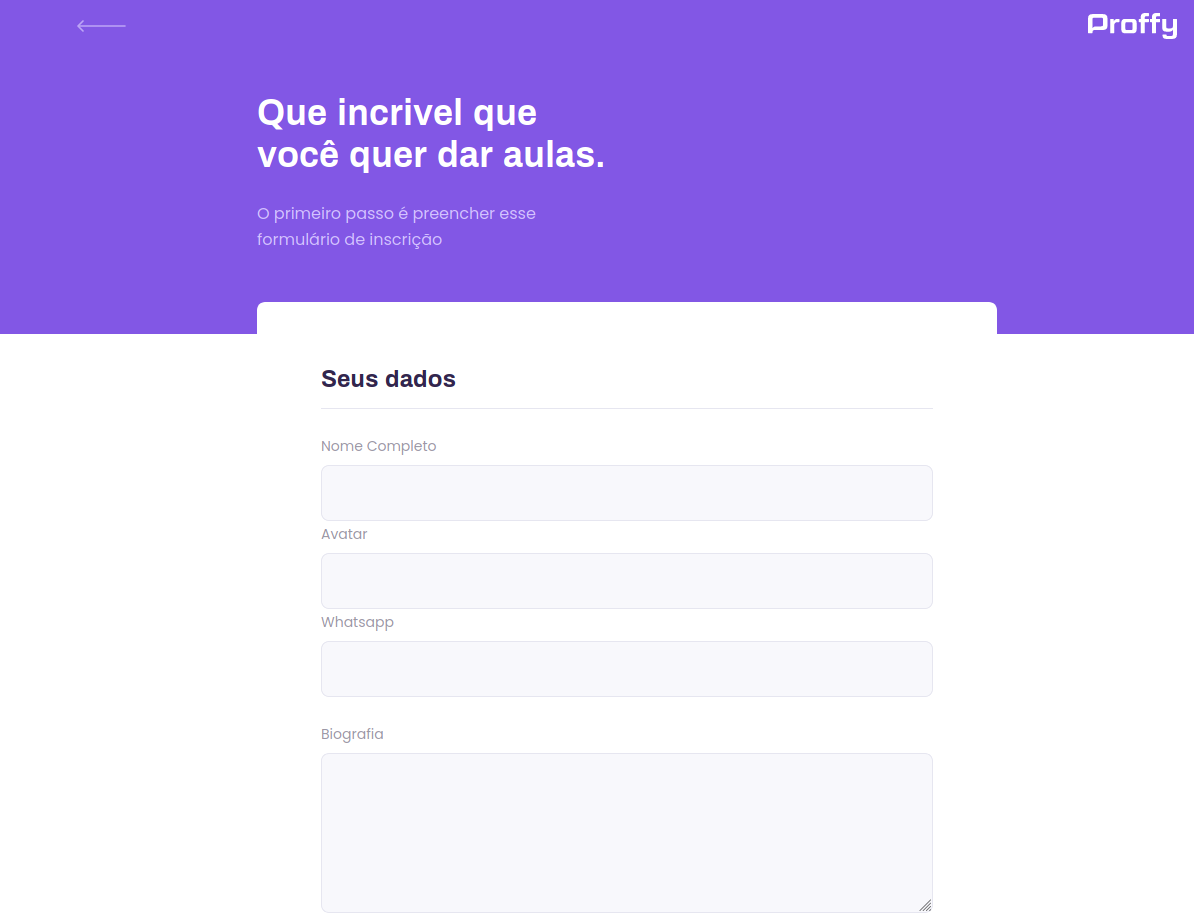 Proffy
Que incrivel que
você quer dar aulas.
O primeiro passo é preencher esse
formulário de inscrição
Seus dados
Nome Completo
Avatar
Whatsapp
Biografia